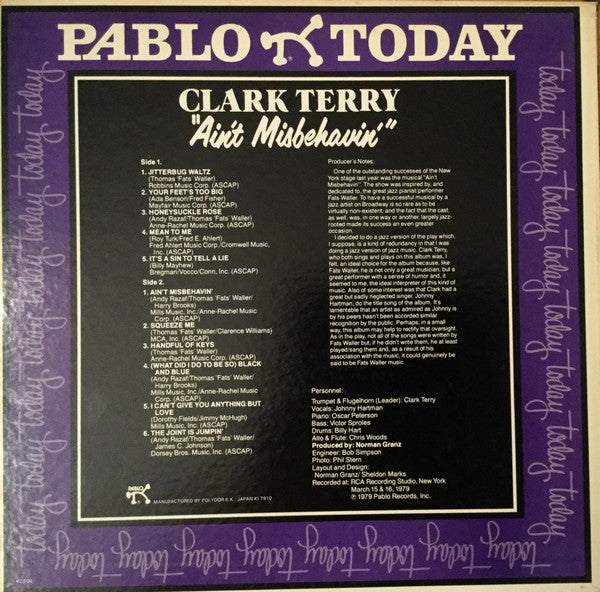 PABLO TODAY
CLARK TERRY
"Ain't Misbehavin'"
Side 1.
1. JITTERBUG WALTZ
(Thomas 'Fats' Waller)
Robbins Music Corp. (ASCAP)
2. YOUR FEET'S TOO BIG
(Ada Benson/Fred Fisher)
Mayfair Music Corp. (ASCAP)
3. HONEYSUCKLE ROSE
(Andy Razaf/Thomas 'Fats' Waller)
Anne-Rachel Music Corp. (ASCAP)
4. MEAN TO ME
(Roy Turk/Fred E. Ahlert)
Fred Ahlert Music Corp./Cromwell Music,
Inc. (ASCAP)
5. IT'S A SIN TO TELL A LIE
(Billy Mayhew)
Bregman/Vocco/Conn, Inc. (ASCAP)
Side 2.
1. AIN'T MISBEHAVIN'
(Andy Razaf/Thomas 'Fats' Waller/
Harry Brooks)
Mills Music, Inc./Anne-Rachel Music
Corp. (ASCAP)
2. SQUEEZE ME
(Thomas 'Fats' Waller/Clarence Williams)
MCA, Inc. (ASCAP)
3. HANDFUL OF KEYS
(Thomas 'Fats' Waller)
Anne-Rachel Music Corp. (ASCAP)
4. (WHAT DID I DO TO BE SO) BLACK
AND BLUE
(Andy Razaf/Thomas 'Fats' Waller/
Harry Brooks)
Mills Music, Inc./Anne-Rachel Music
Corp. (ASCAP)
5. I CAN'T GIVE YOU ANYTHING BUT
LOVE
(Dorothy Fields/Jimmy McHugh)
Mills Music, Inc. (ASCAP)
6. THE JOINT IS JUMPIN'
(Andy Razaf/Thomas 'Fats' Waller/
James C. Johnson)
Dorsey Bros. Music, Inc. (ASCAP)
Producer's Notes:
One of the outstanding successes of the New
York stage last year was the musical "Ain't
Misbehavin'". The show was inspired by, and
dedicated to, the great jazz pianist performer
Fats Waller. To have a successful musical by a
jazz artist on Broadway is so rare as to be
virtually non-existent, and the fact that the cast,
as well, was, in one way or another, largely jazz-
rooted made its success an even greater
occasion.
I decided to do a jazz version of the play which,
I suppose, is a kind of redundancy in that I was
doing a jazz version of jazz music. Clark Terry,
who both sings and plays on this album, was, I
felt, an ideal choice for the album because, like
Fats Waller, he is not only a great musician, but a
great performer with a sense of humor and, it
seemed to me, the ideal interpreter of this kind of
music. Also of some interest was that Clark had a
great but sadly neglected singer, Johnny
Hartman, do the title song of the album. It's
lamentable that an artist as admired as Johnny is
by his peers hasn't been accorded similar
recognition by the public. Perhaps, in a small
way, this album may help to rectify that oversight.
As in the play, not all of the songs were written by
Fats Waller but, if he didn't write them, he at least
played/sang them and, as a result of his
association with the music, it could genuinely be
said to be Fats Waller music.
Personnel:
Trumpet & Flugelhorn (Leader): Clark Terry
Vocals: Johnny Hartman
Piano: Oscar Peterson
Bass: Victor Sproles
Drums: Billy Hart
Alto & Flute: Chris Woods
Produced by: Norman Granz
Engineer: Bob Simpson
Photo: Phil Stern
Layout and Design:
Norman Granz/ Sheldon Marks
Recorded at: RCA Recording Studio, New York
March 15 & 16, 1979
℗ 1979 Pablo Records, Inc.
PABLO
MANUFACTURED BY POLYDOR K.K., JAPAN KI 7910
today today today today today today today
today today today today today today today
today today today today today today today